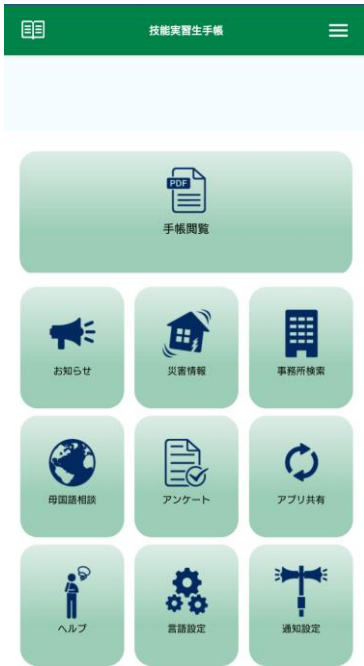 技能実習生手帳
PDF
手帳閲覧
お知らせ
災害情報
事務所検索
母国語相談
アンケート
アプリ共有
ヘルプ
言語設定
通知設定